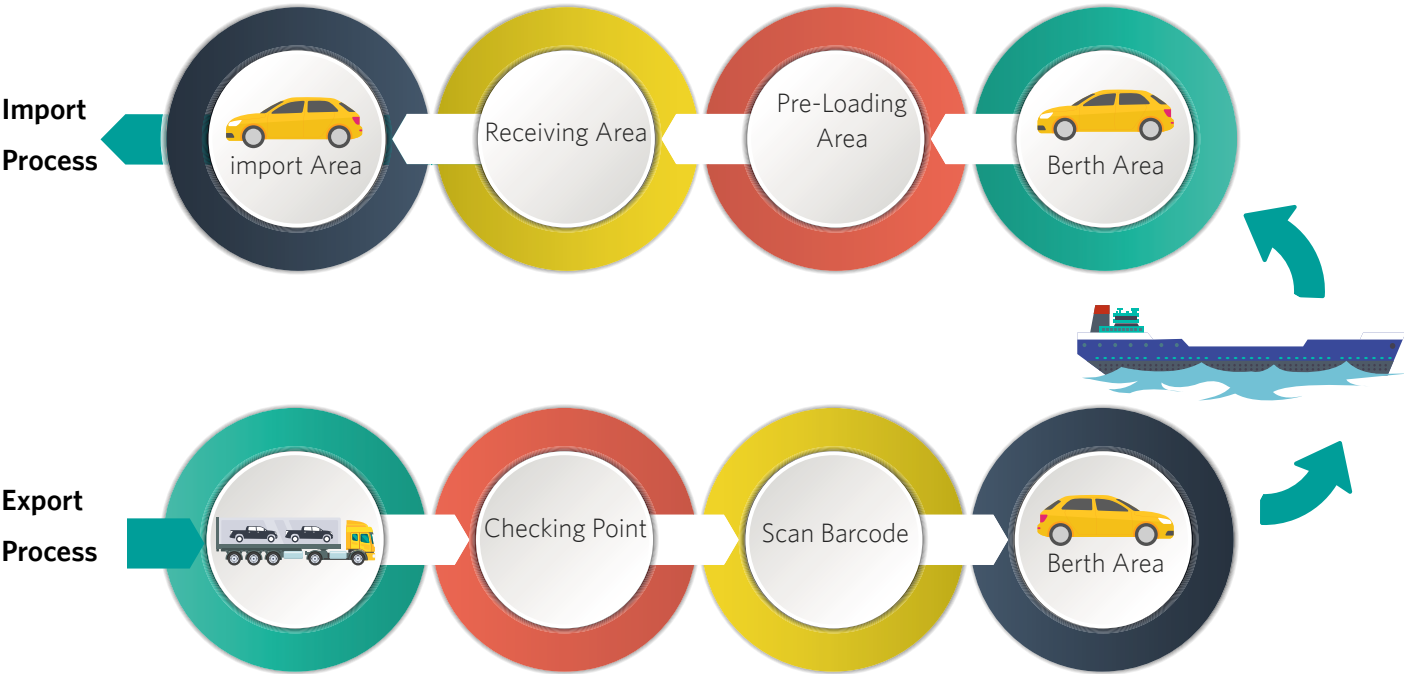 Import
Process
import Area
Receiving Area
Pre-Loading
Area
Berth Area
Export
Process
Checking Point
Scan Barcode
Berth Area